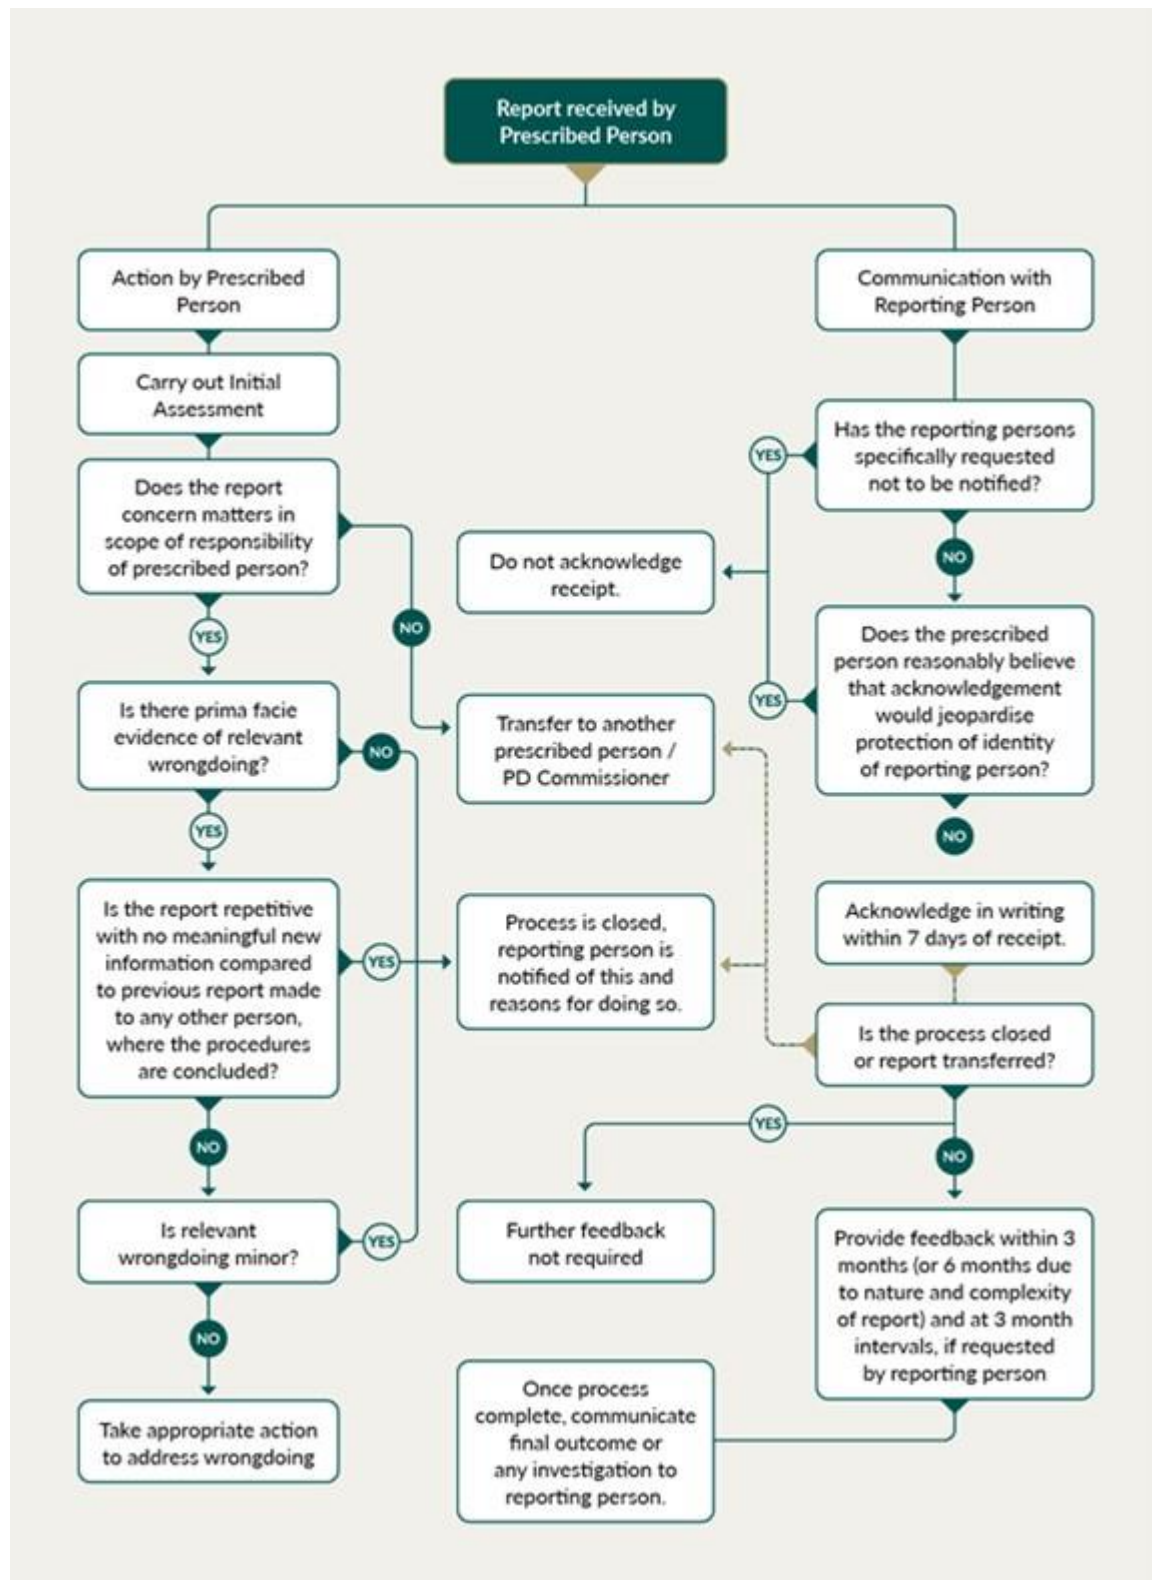 Report received by
Prescribed Person
Action by Prescribed
Person
Carry out Initial
Assessment
Does the report
concern matters in
scope of responsibility
of prescribed person?
NO
YES
Is there prima facie
evidence of relevant
wrongdoing?
NO
YES
Is the report repetitive
with no meaningful new
information compared
to previous report made
to any other person,
where the procedures
are concluded?
YES
NO
Is relevant
wrongdoing minor?
YES
NO
Take appropriate action
to address wrongdoing
Transfer to another
prescribed person /
PD Commissioner
Process is closed,
reporting person is
notified of this and
reasons for doing so.
Communication with
Reporting Person
Has the reporting persons
specifically requested
not to be notified?
YES
NO
Do not acknowledge
receipt.
Does the prescribed
person reasonably believe
that acknowledgement
would jeopardise
protection of identity
of reporting person?
YES
NO
Acknowledge in writing
within 7 days of receipt.
Is the process closed
or report transferred?
YES
NO
Further feedback
not required
Provide feedback within 3
months (or 6 months due
to nature and complexity
of report) and at 3 month
intervals, if requested
by reporting person
Once process
complete, communicate
final outcome or
any investigation to
reporting person.